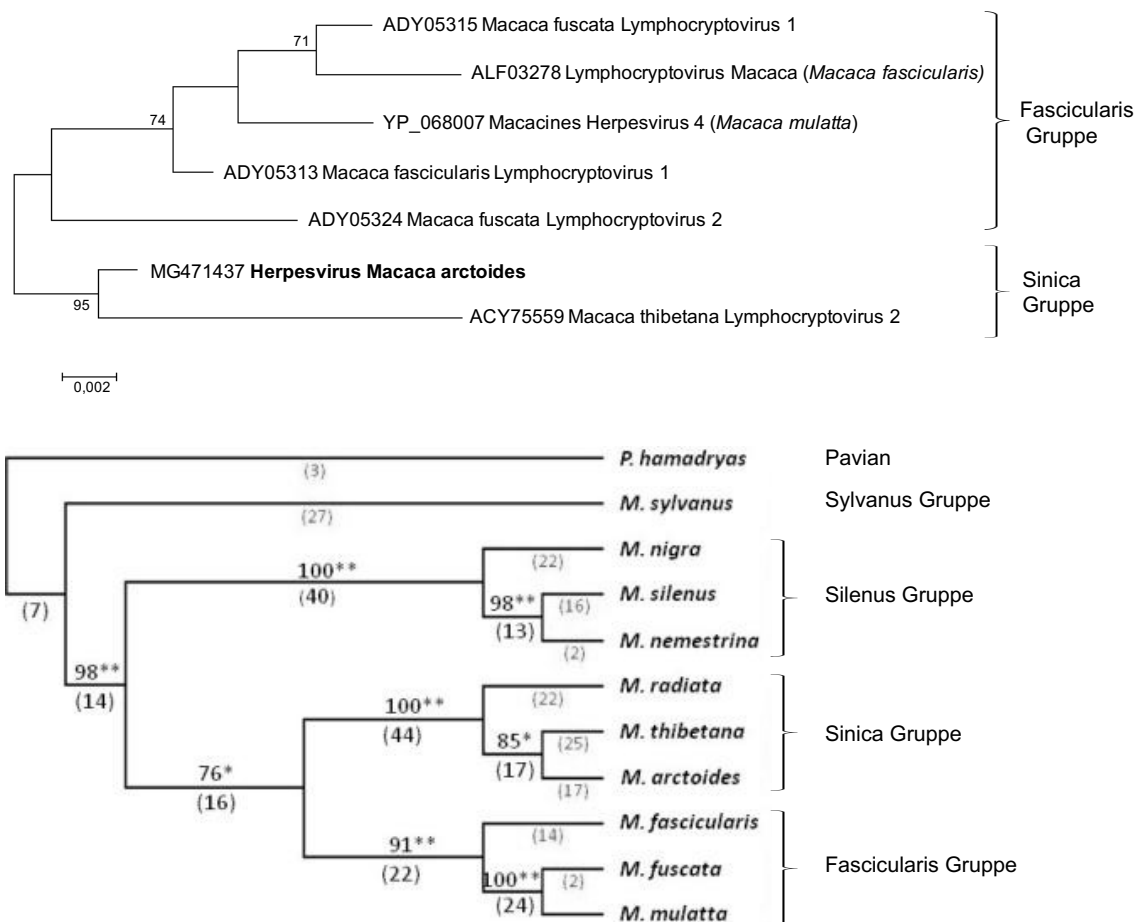 ADY05315 Macaca fuscata Lymphocryptovirus 1
71
ALF03278 Lymphocryptovirus Macaca (Macaca fascicularis)
YP_068007 Macacines Herpesvirus 4 (Macaca mulatta)
74
ADY05313 Macaca fascicularis Lymphocryptovirus 1
ADY05324 Macaca fuscata Lymphocryptovirus 2
Fascicularis
Gruppe
MG471437 Herpesvirus Macaca arctoides
95
ACY75559 Macaca thibetana Lymphocryptovirus 2
Sinica
Gruppe
0,002
P. hamadryas Pavian
(3)
M. sylvanus Sylvanus Gruppe
(27)
M. nigra
(22)
100**
(40)
M. silenus Silenus Gruppe
98** (16)
(13)
(7)
M. nemestrina
(2)
98**
(14)
M. radiata
(22)
100**
(44)
M. thibetana Sinica Gruppe
85* (25)
(17)
M. arctoides
(17)
76*
(16)
M. fascicularis
(14)
91**
(22)
M. fuscata Fascicularis Gruppe
100** (2)
(24)
M. mulatta